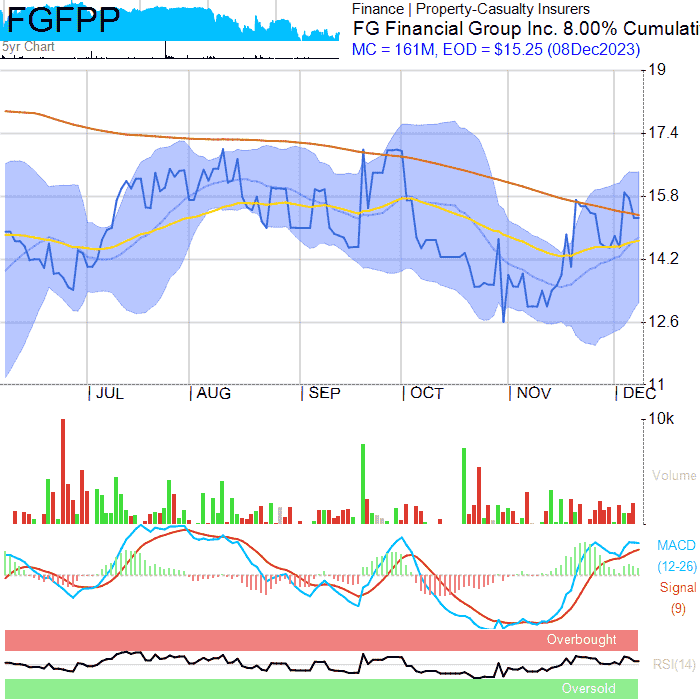 FGFPP
Finance | Property-Casualty Insurers
FG Financial Group Inc. 8.00% Cumulati
5yr Chart
MC = 161M, EOD = $15.25 (08Dec2023)
19
17.4
15.8
14.2
12.6
11
JUL AUG SEP OCT NOV DEC
10k
Volume
MACD
(12-26)
Signal
(9)
Overbought
RSI(14)
Oversold